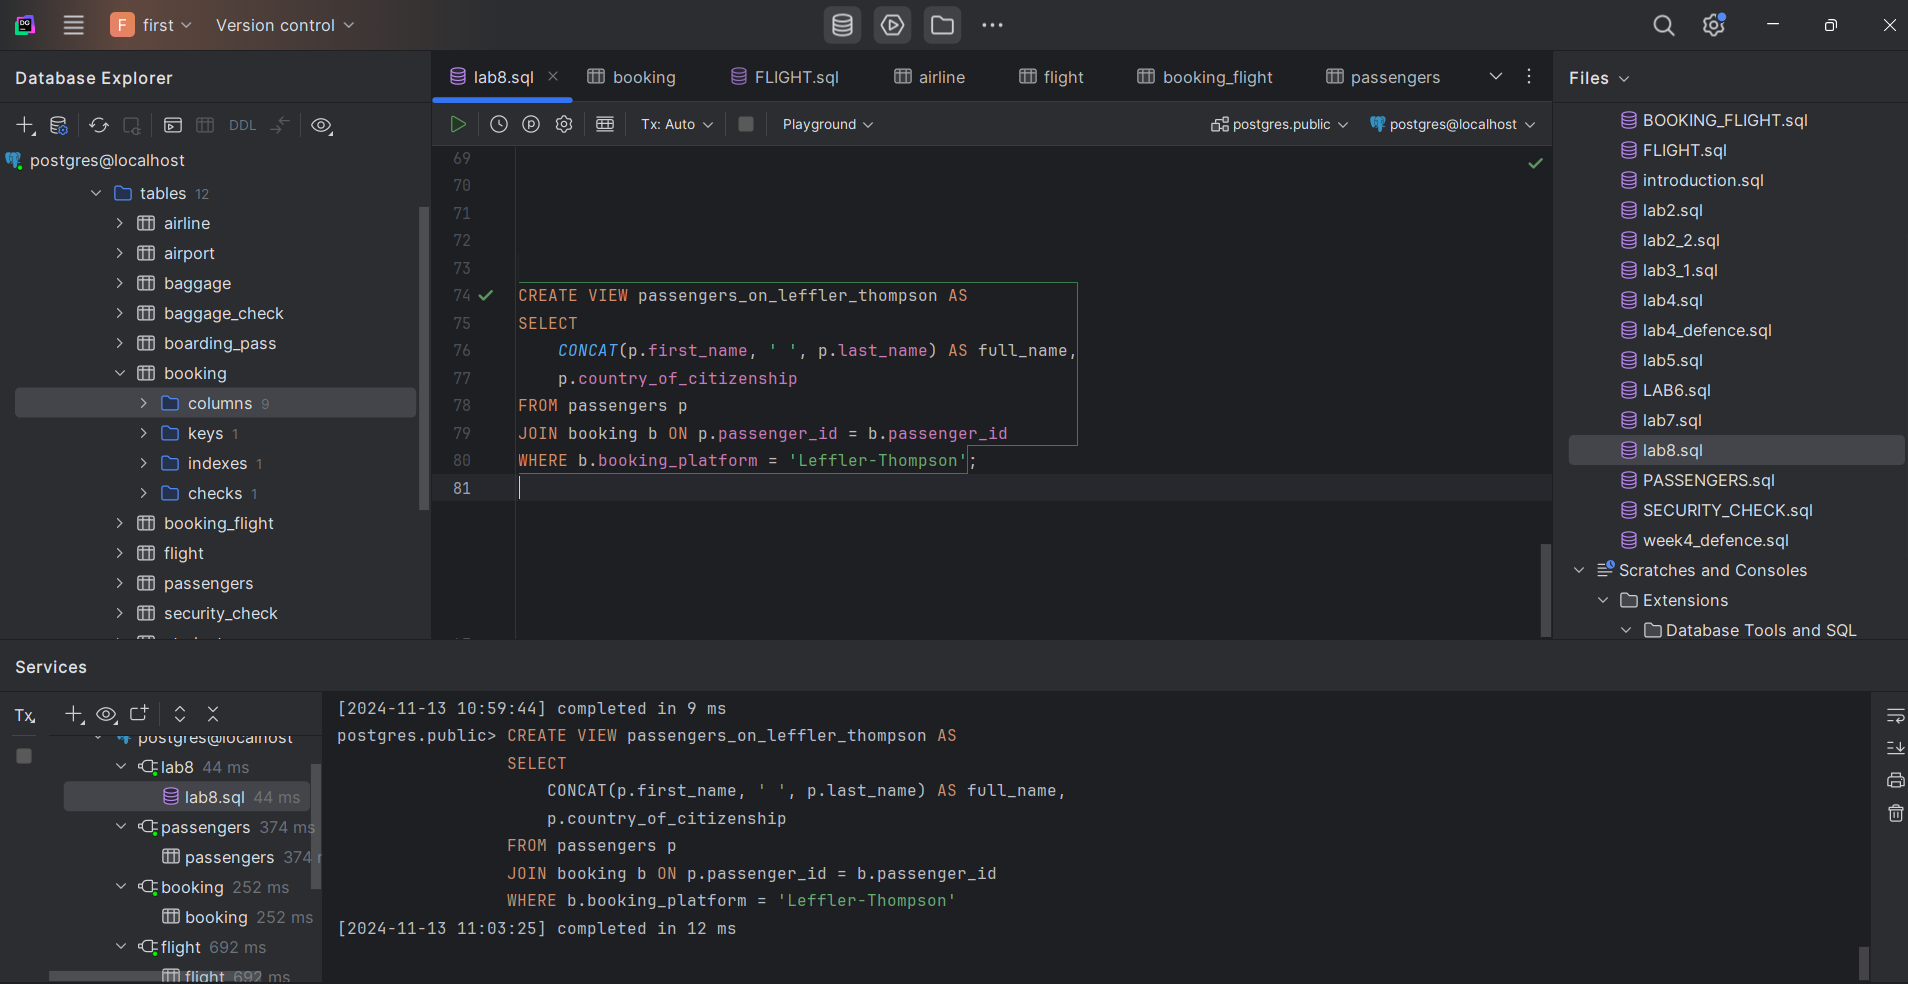 F first Version control
Database Explorer
lab8.sql booking FLIGHT.sql airline flight booking_flight passengers
Files
DDL
Tx: Auto Playground postgres.public postgres@localhost
postgres@localhost
tables 12
airline
airport
baggage
baggage_check
boarding_pass
booking
columns 9
keys 1
indexes 1
checks 1
booking_flight
flight
passengers
security_check
69
70
71
72
73
74 CREATE VIEW passengers_on_leffler_thompson AS
75 SELECT
76 CONCAT(p.first_name, ' ', p.last_name) AS full_name,
77 p.country_of_citizenship
78 FROM passengers p
79 JOIN booking b ON p.passenger_id = b.passenger_id
80 WHERE b.booking_platform = 'Leffler-Thompson';
81
BOOKING_FLIGHT.sql
FLIGHT.sql
introduction.sql
lab2.sql
lab2_2.sql
lab3_1.sql
lab4.sql
lab4_defence.sql
lab5.sql
LAB6.sql
lab7.sql
lab8.sql
PASSENGERS.sql
SECURITY_CHECK.sql
week4_defence.sql
Scratches and Consoles
Extensions
Database Tools and SQL
Services
Tx
postgres@localhost
lab8 44 ms
lab8.sql 44 ms
passengers 374 ms
passengers 374
booking 252 ms
booking 252 ms
flight 692 ms
flight 692 ms
[2024-11-13 10:59:44] completed in 9 ms
postgres.public> CREATE VIEW passengers_on_leffler_thompson AS
SELECT
CONCAT(p.first_name, ' ', p.last_name) AS full_name,
p.country_of_citizenship
FROM passengers p
JOIN booking b ON p.passenger_id = b.passenger_id
WHERE b.booking_platform = 'Leffler-Thompson'
[2024-11-13 11:03:25] completed in 12 ms